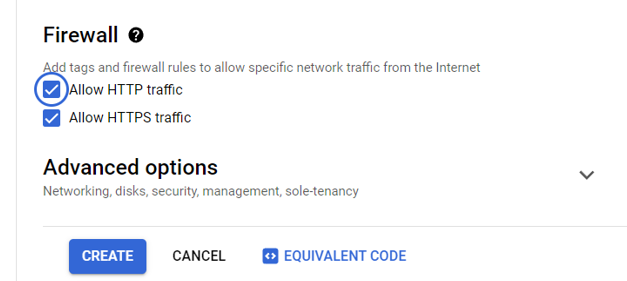 Firewall
Add tags and firewall rules to allow specific network traffic from the Internet
Allow HTTP traffic
Allow HTTPS traffic
Advanced options
Networking, disks, security, management, sole-tenancy
CREATE CANCEL EQUIVALENT CODE